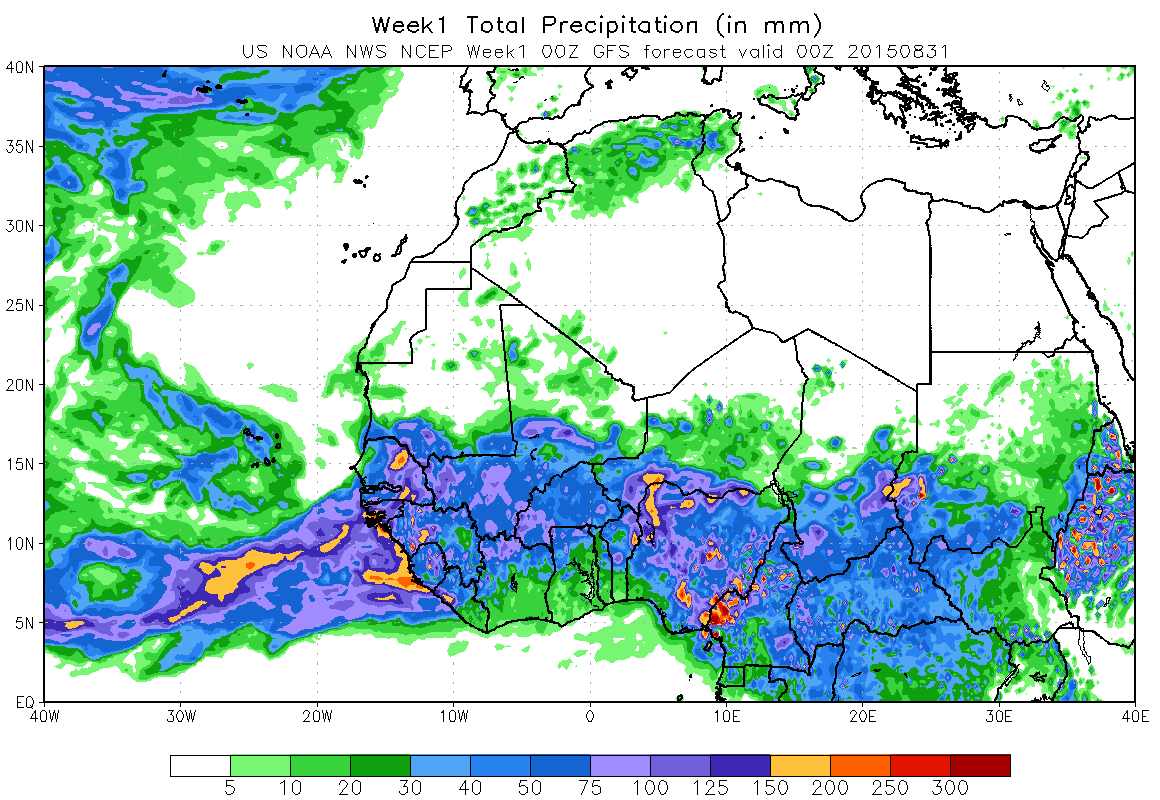 Week1 Total Precipitation (in mm)
US NOAA NWS NCEP Week1 00Z GFS forecast valid 00Z 20150831
40N
35N
30N
25N
20N
15N
10N
5N
EQ
40W 30W 20W 10W 0 10E 20E 30E 40E
5 10 20 30 40 50 75 100 125 150 200 250 300